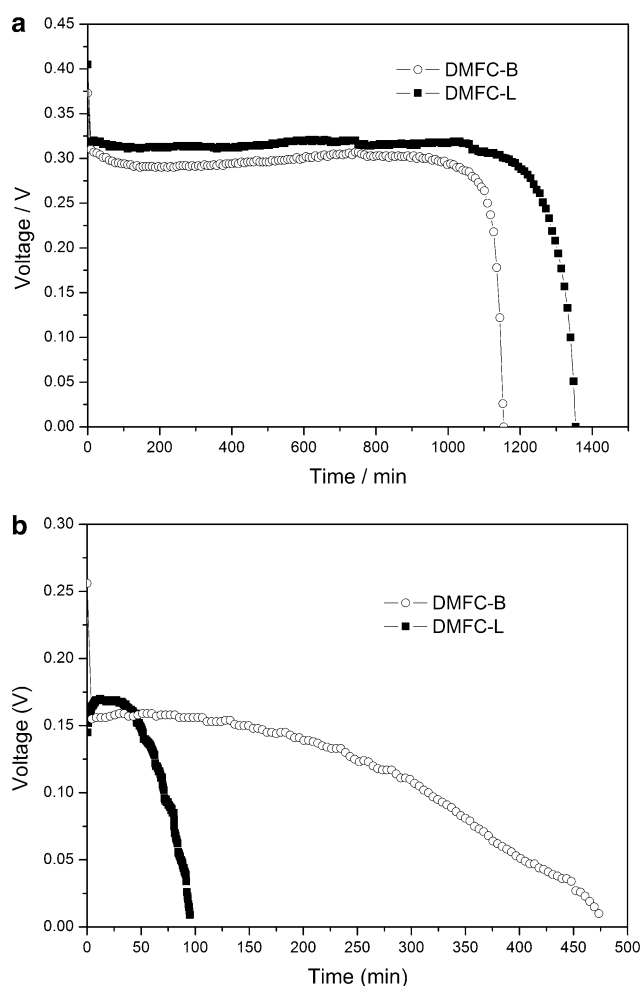 a
0.45
0.40
0.35
0.30
0.25
0.20
0.15
0.10
0.05
0.00
Voltage / V
DMFC-B
DMFC-L
0 200 400 600 800 1000 1200 1400
Time / min
b
0.30
0.25
0.20
0.15
0.10
0.05
0.00
Voltage (V)
DMFC-B
DMFC-L
0 50 100 150 200 250 300 350 400 450 500
Time (min)